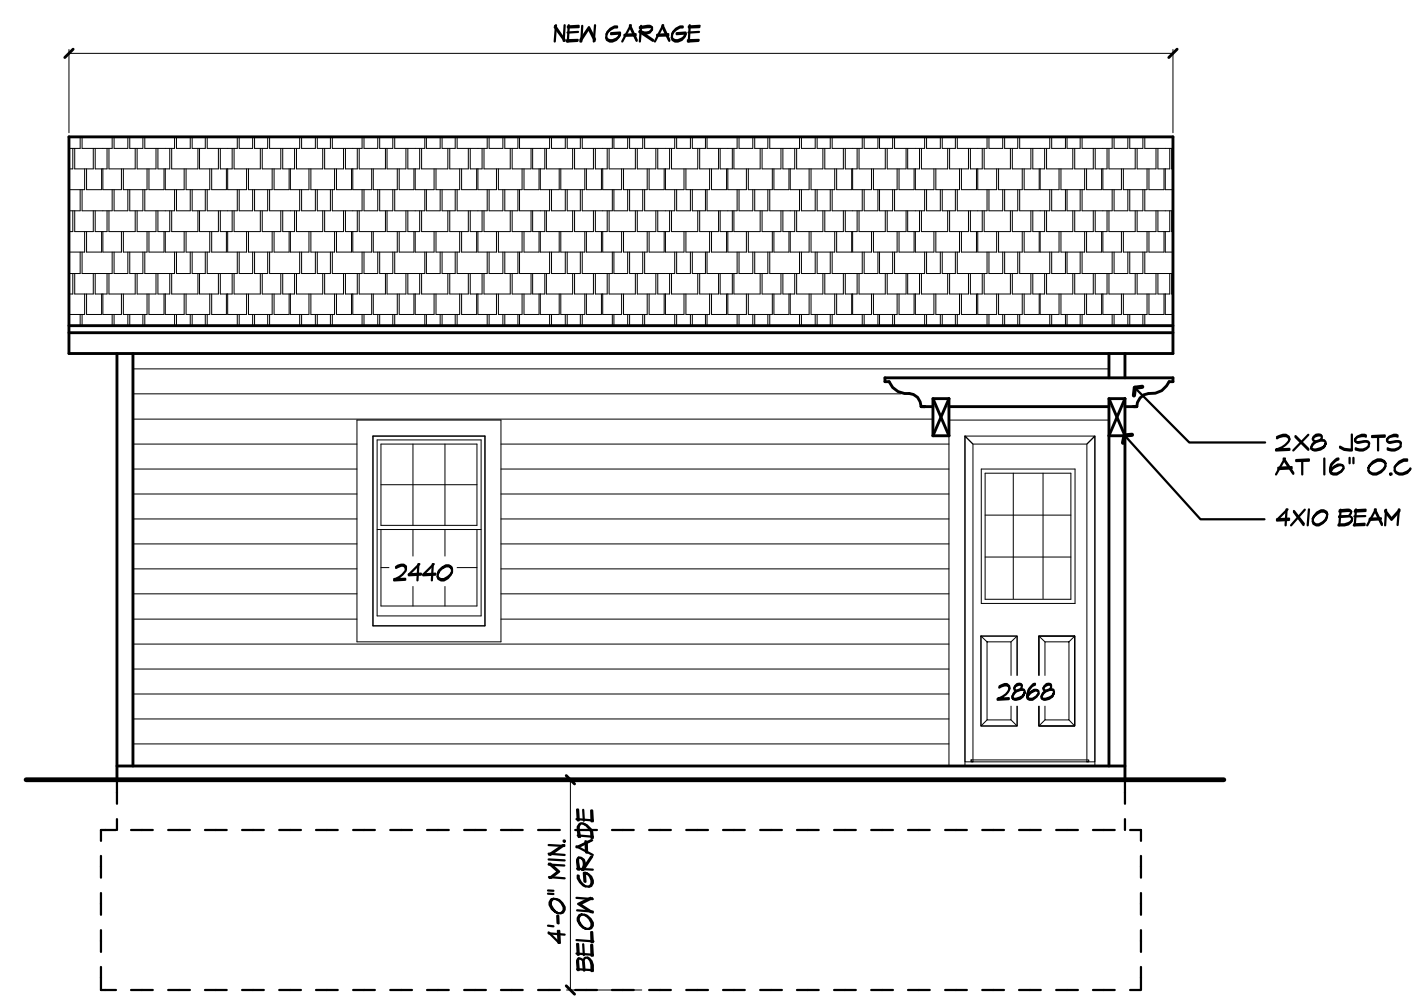 NEW GARAGE
2X8 JSTS
AT 16" O.C
4X10 BEAM
2440
2868
4'-0" MIN.
BELOW GRADE